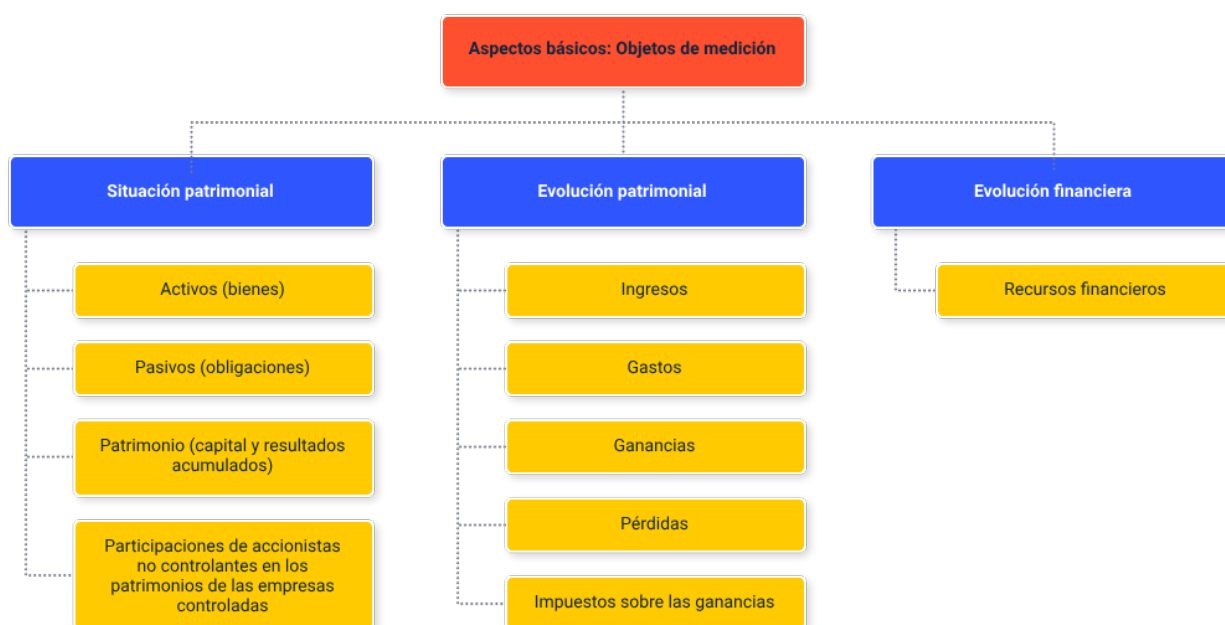 Aspectos básicos: Objetos de medición
Situación patrimonial
Activos (bienes)
Pasivos (obligaciones)
Patrimonio (capital y resultados
acumulados)
Participaciones de accionistas
no controlantes en los
patrimonios de las empresas
controladas
Evolución patrimonial
Ingresos
Gastos
Ganancias
Pérdidas
Impuestos sobre las ganancias
Evolución financiera
Recursos financieros